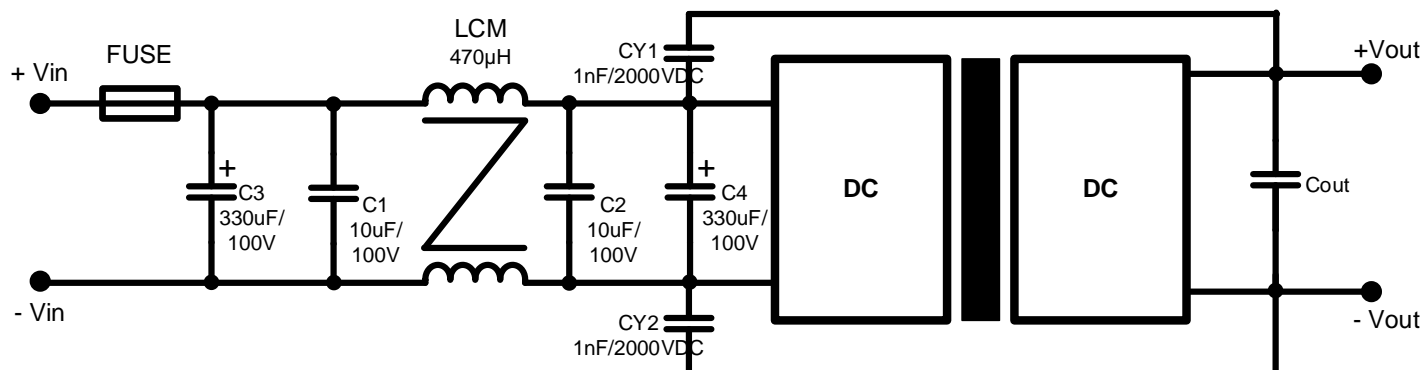 LCM
470µH
FUSE
CY1
1nF/2000VDC
+ Vin
+Vout
+
C3
330uF/
100V
C1
10uF/
100V
C2
10uF/
100V
+
C4
330uF/
100V
DC
DC
Cout
- Vin
CY2
1nF/2000VDC
- Vout